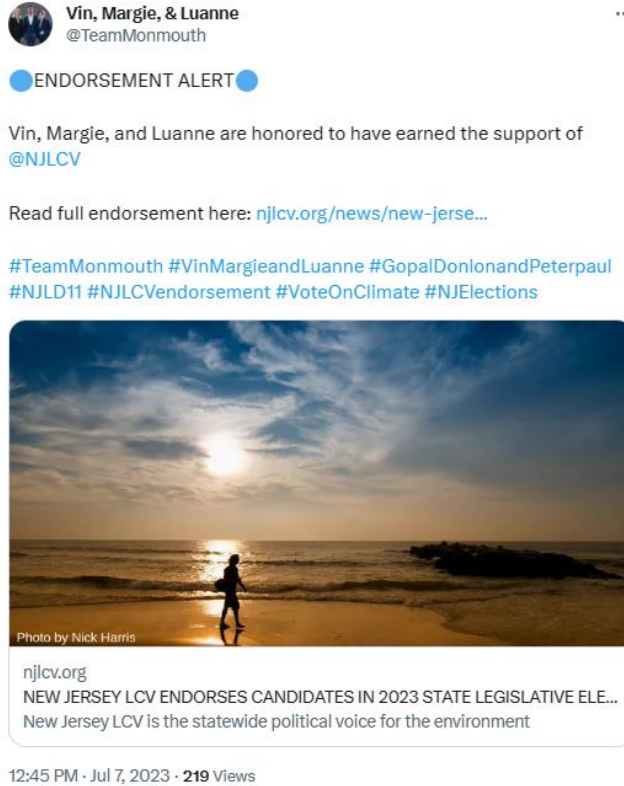 Vin, Margie, & Luanne
@TeamMonmouth
🔵ENDORSEMENT ALERT🔵
Vin, Margie, and Luanne are honored to have earned the support of
@NJLCV
Read full endorsement here: njlcv.org/news/new-jerse...
#TeamMonmouth #VinMargieandLuanne #GopalDonlonandPeterpaul
#NJLD11 #NJLCVendorsement #VoteOnClimate #NJElections
Photo by Nick Harris
njlcv.org
NEW JERSEY LCV ENDORSES CANDIDATES IN 2023 STATE LEGISLATIVE ELE...
New Jersey LCV is the statewide political voice for the environment
12:45 PM · Jul 7, 2023 · 219 Views